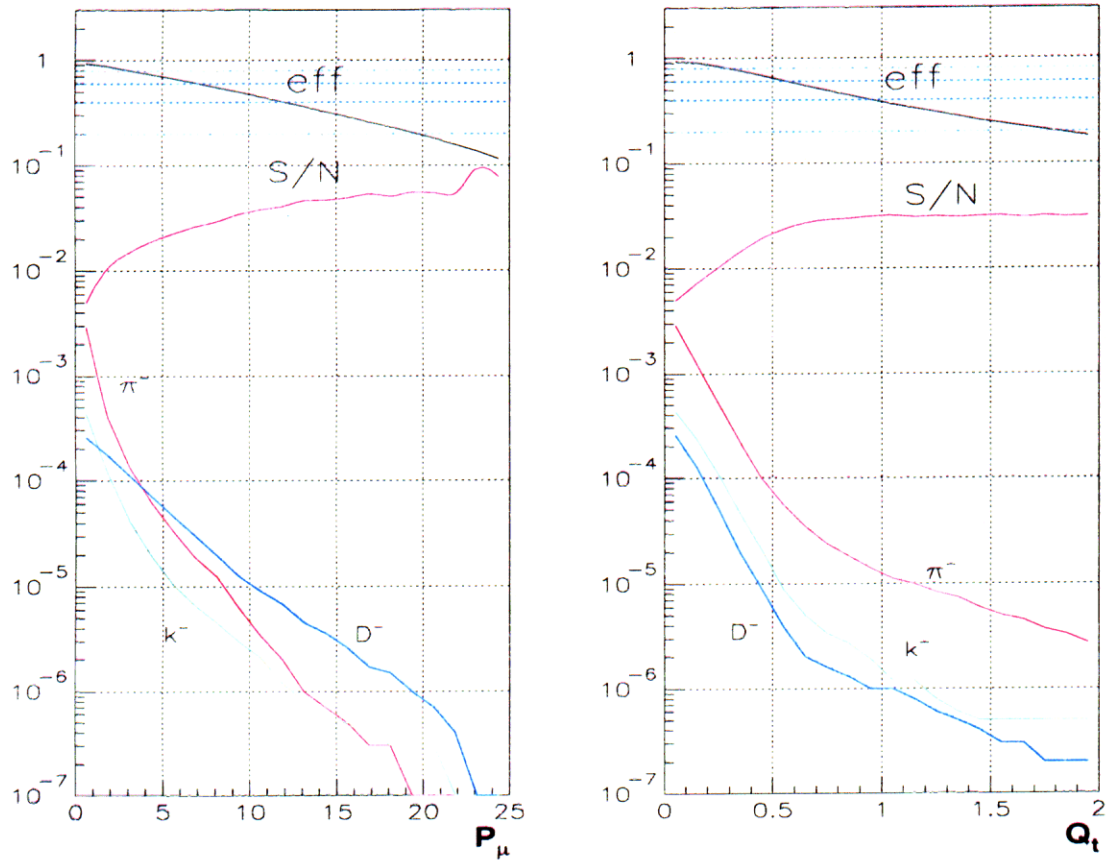 1
10⁻¹
10⁻²
10⁻³
10⁻⁴
10⁻⁵
10⁻⁶
10⁻⁷
eff
S/N
π⁻
k⁻
D⁻
0 5 10 15 20 25
P_μ
1
10⁻¹
10⁻²
10⁻³
10⁻⁴
10⁻⁵
10⁻⁶
10⁻⁷
eff
S/N
π⁻
D⁻
k⁻
0 0.5 1 1.5 2
Q_t